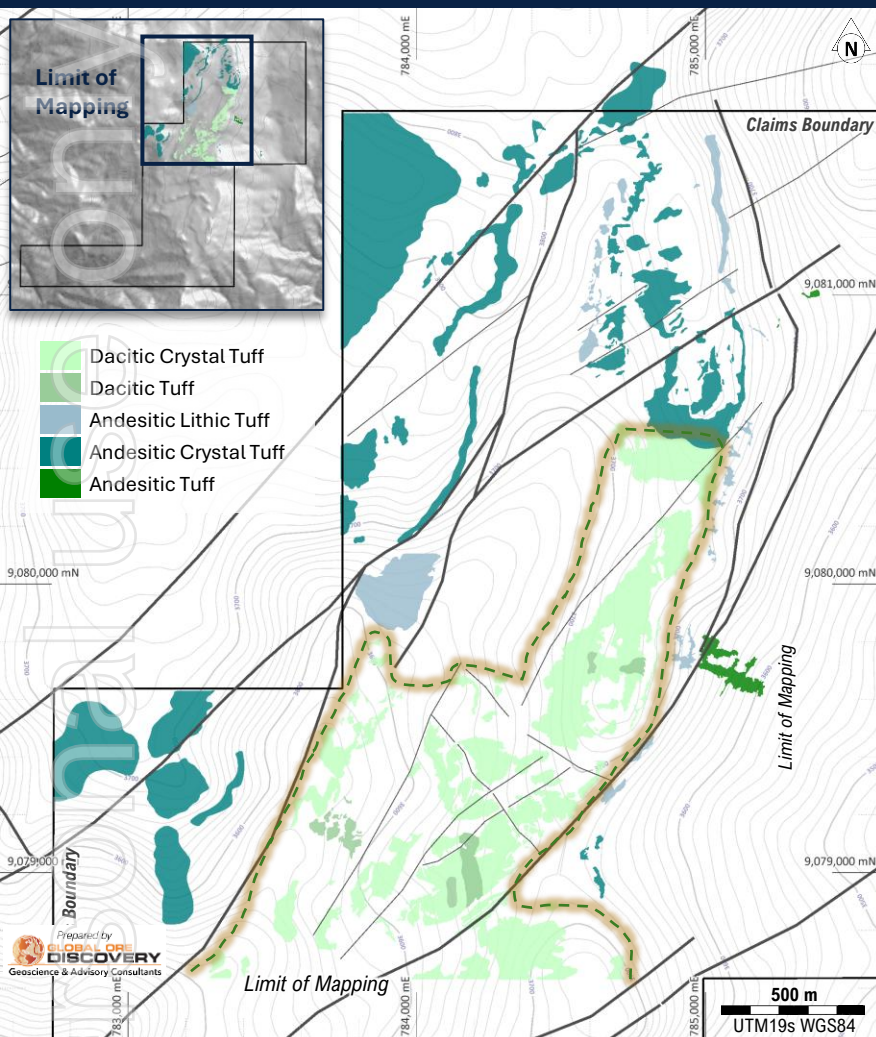 Limit of
Mapping
784,000 mE
785,000 mE
N
Claims Boundary
9,081,000 mN
Dacitic Crystal Tuff
Dacitic Tuff
Andesitic Lithic Tuff
Andesitic Crystal Tuff
Andesitic Tuff
9,080,000 mN
9,080,000 mN
Limit of Mapping
9,079,000
9,079,000 mN
Boundary
Prepared by
GLOBAL ORE
DISCOVERY
Geoscience & Advisory Consultants
Limit of Mapping
783,000 mE
784,000 mE
785,000 mE
500 m
UTM19s WGS84
rsonal use only